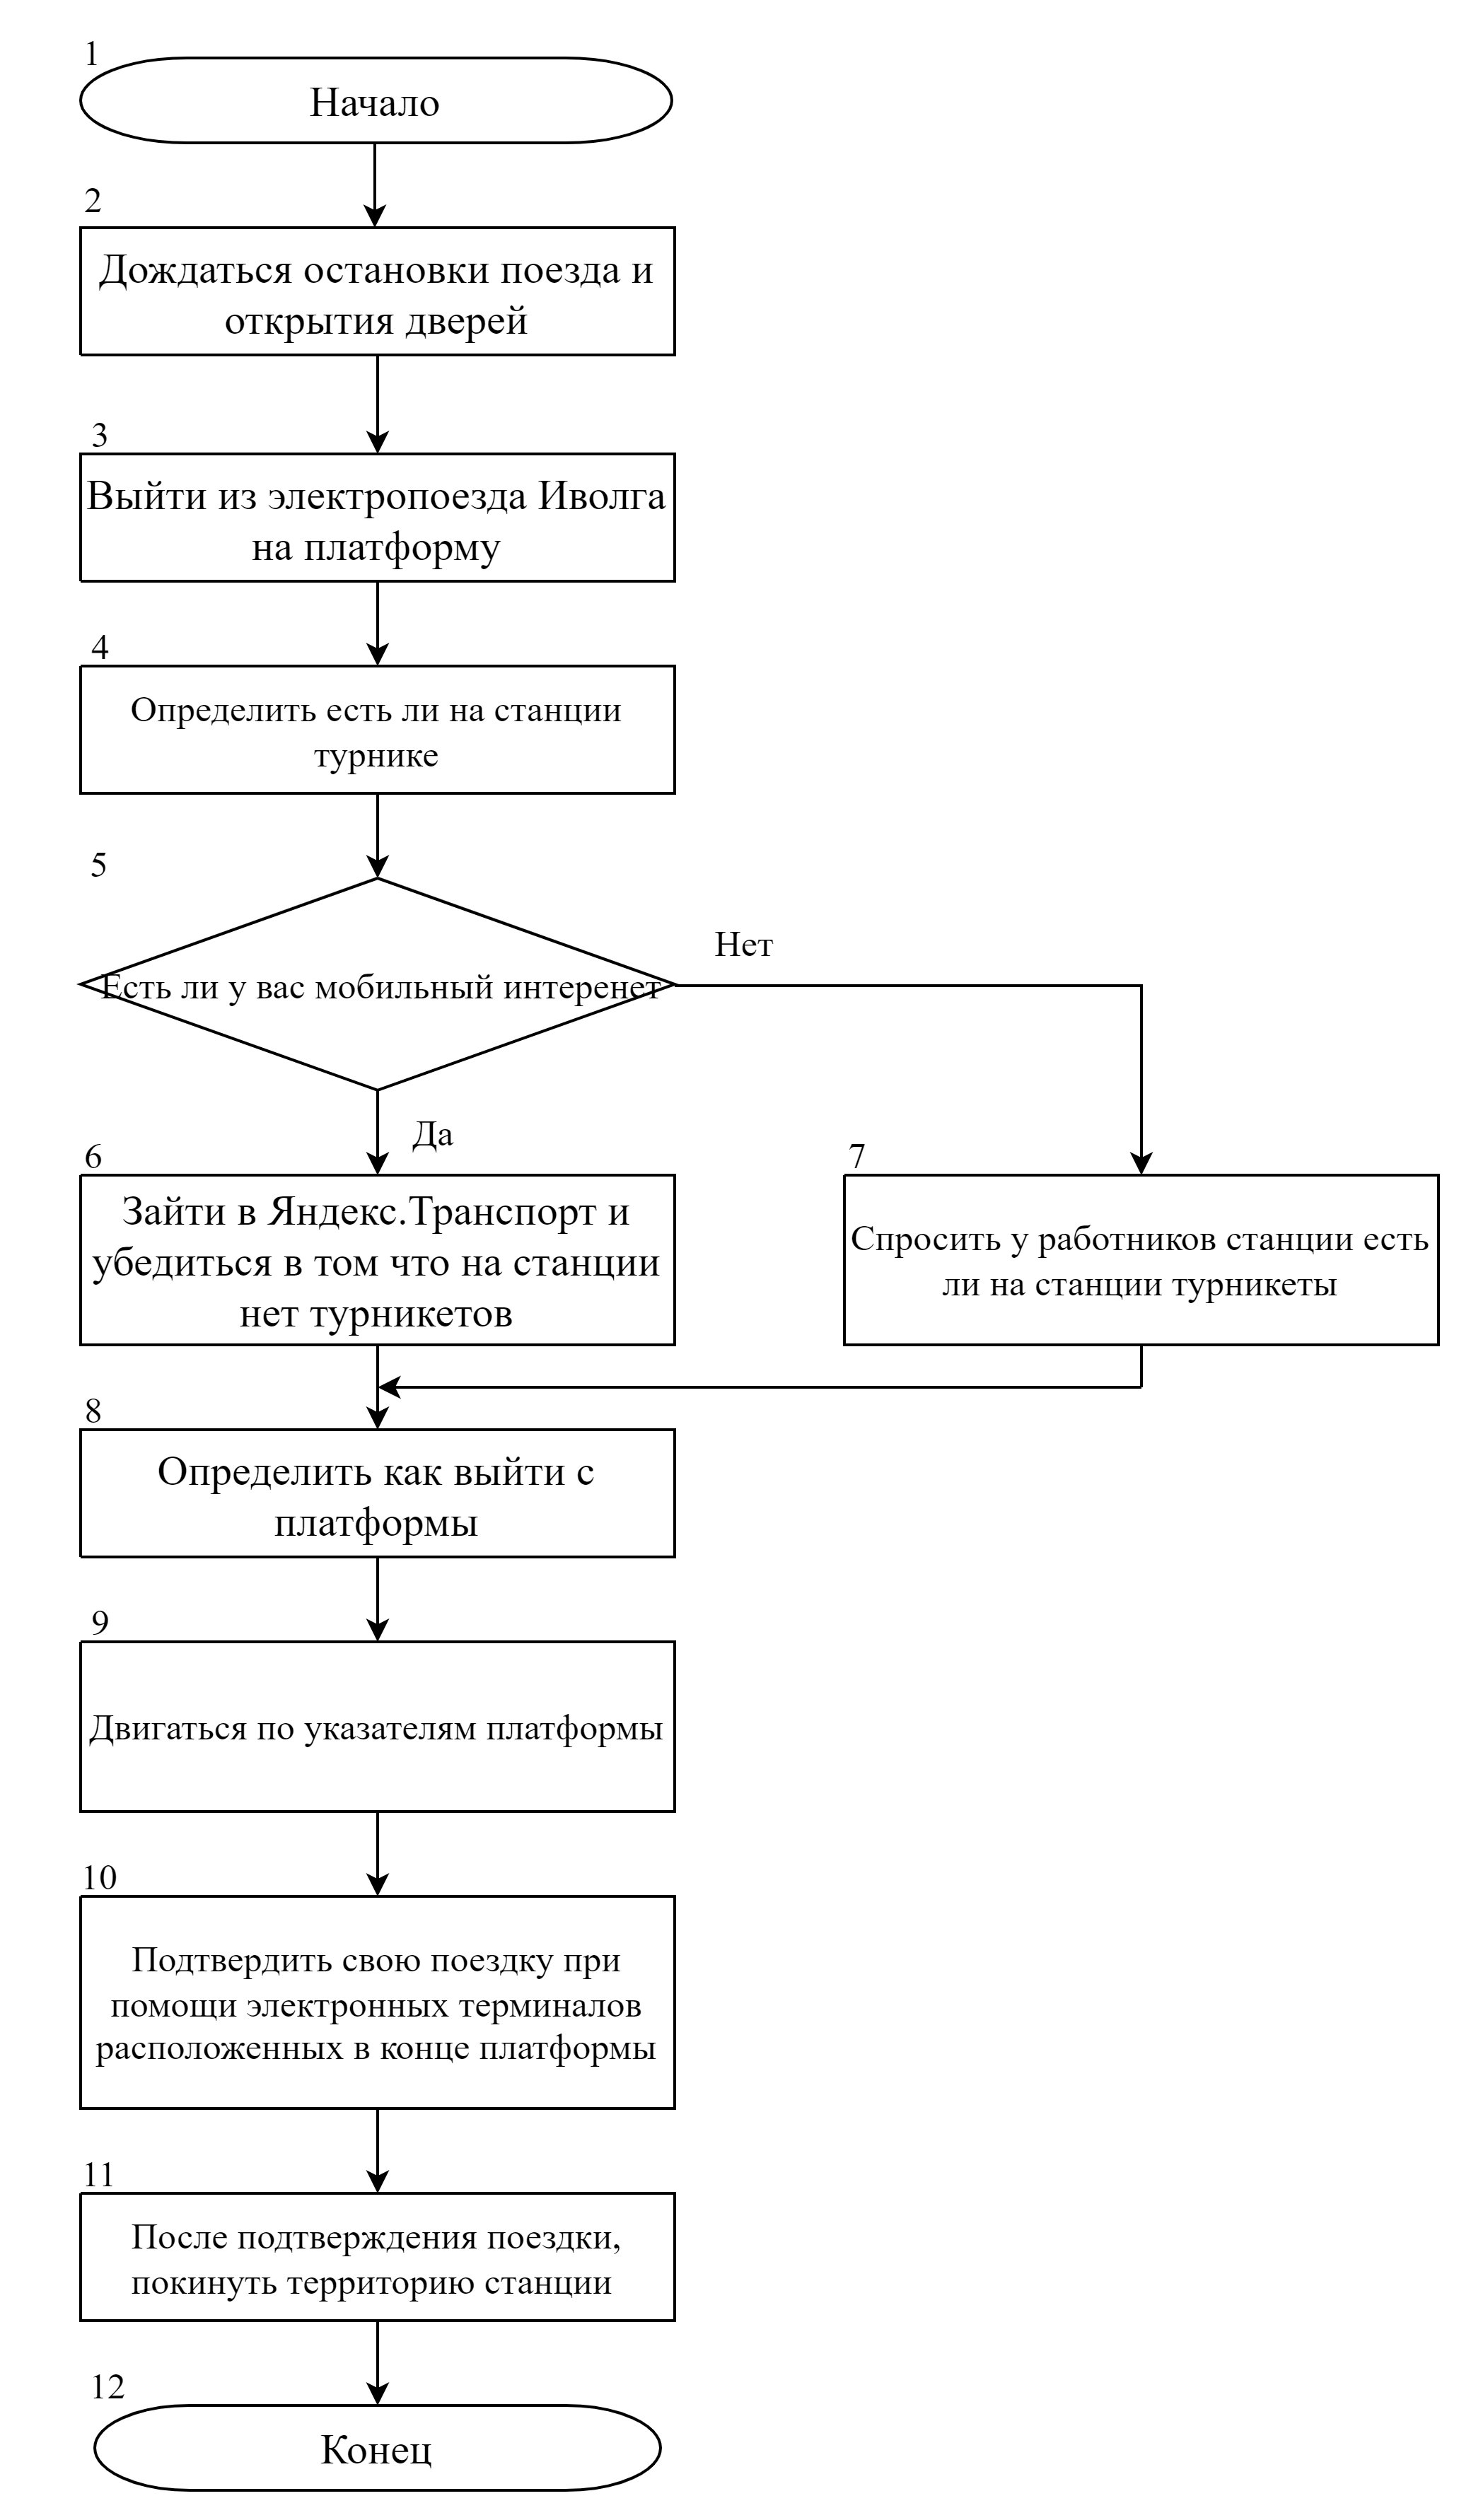 1
Начало
2
Дождаться остановки поезда и
открытия дверей
3
Выйти из электропоезда Иволга
на платформу
4
Определить есть ли на станции
турнике
5
Есть ли у вас мобильный интеренет
Нет
Да
6
Зайти в Яндекс.Транспорт и
убедиться в том что на станции
нет турникетов
7
Спросить у работников станции есть
ли на станции турникеты
8
Определить как выйти с
платформы
9
Двигаться по указателям платформы
10
Подтвердить свою поездку при
помощи электронных терминалов
расположенных в конце платформы
11
После подтверждения поездки,
покинуть территорию станции
12
Конец